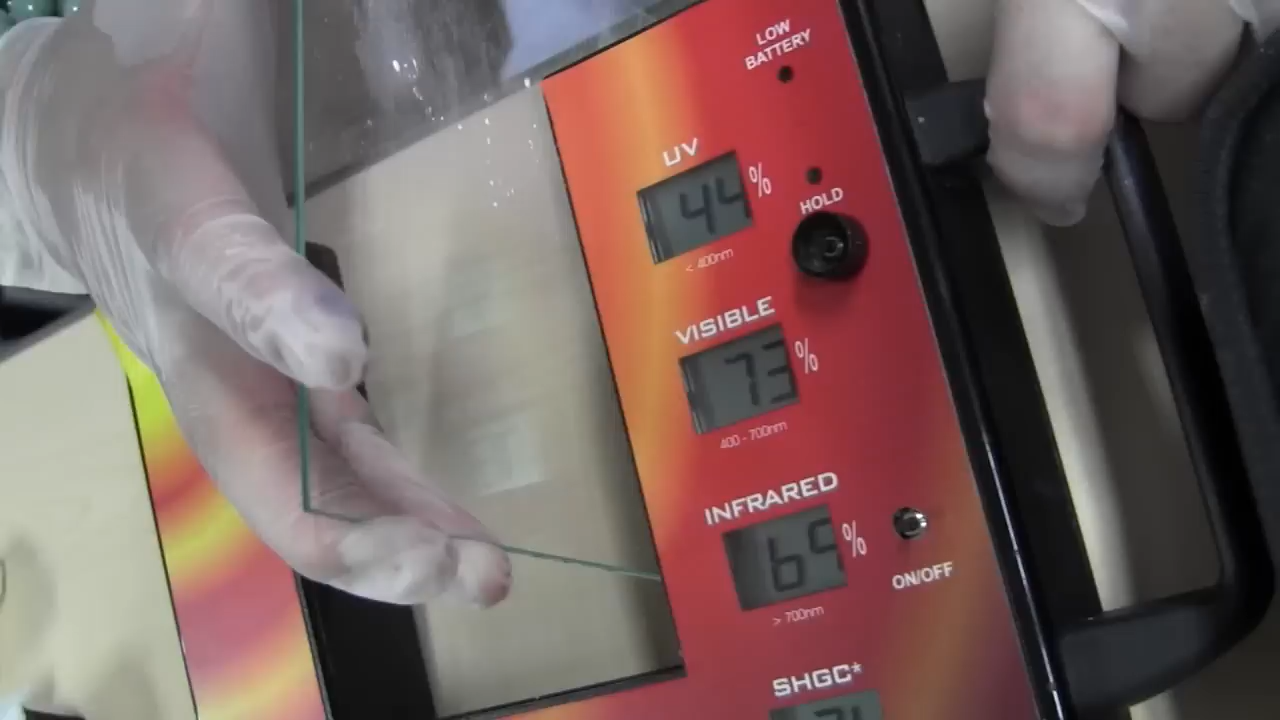 LOW
BATTERY
UV
44 %
< 400nm
HOLD
VISIBLE
73 %
400 - 700nm
INFRARED
69 %
> 700nm
ON/OFF
SHGC*